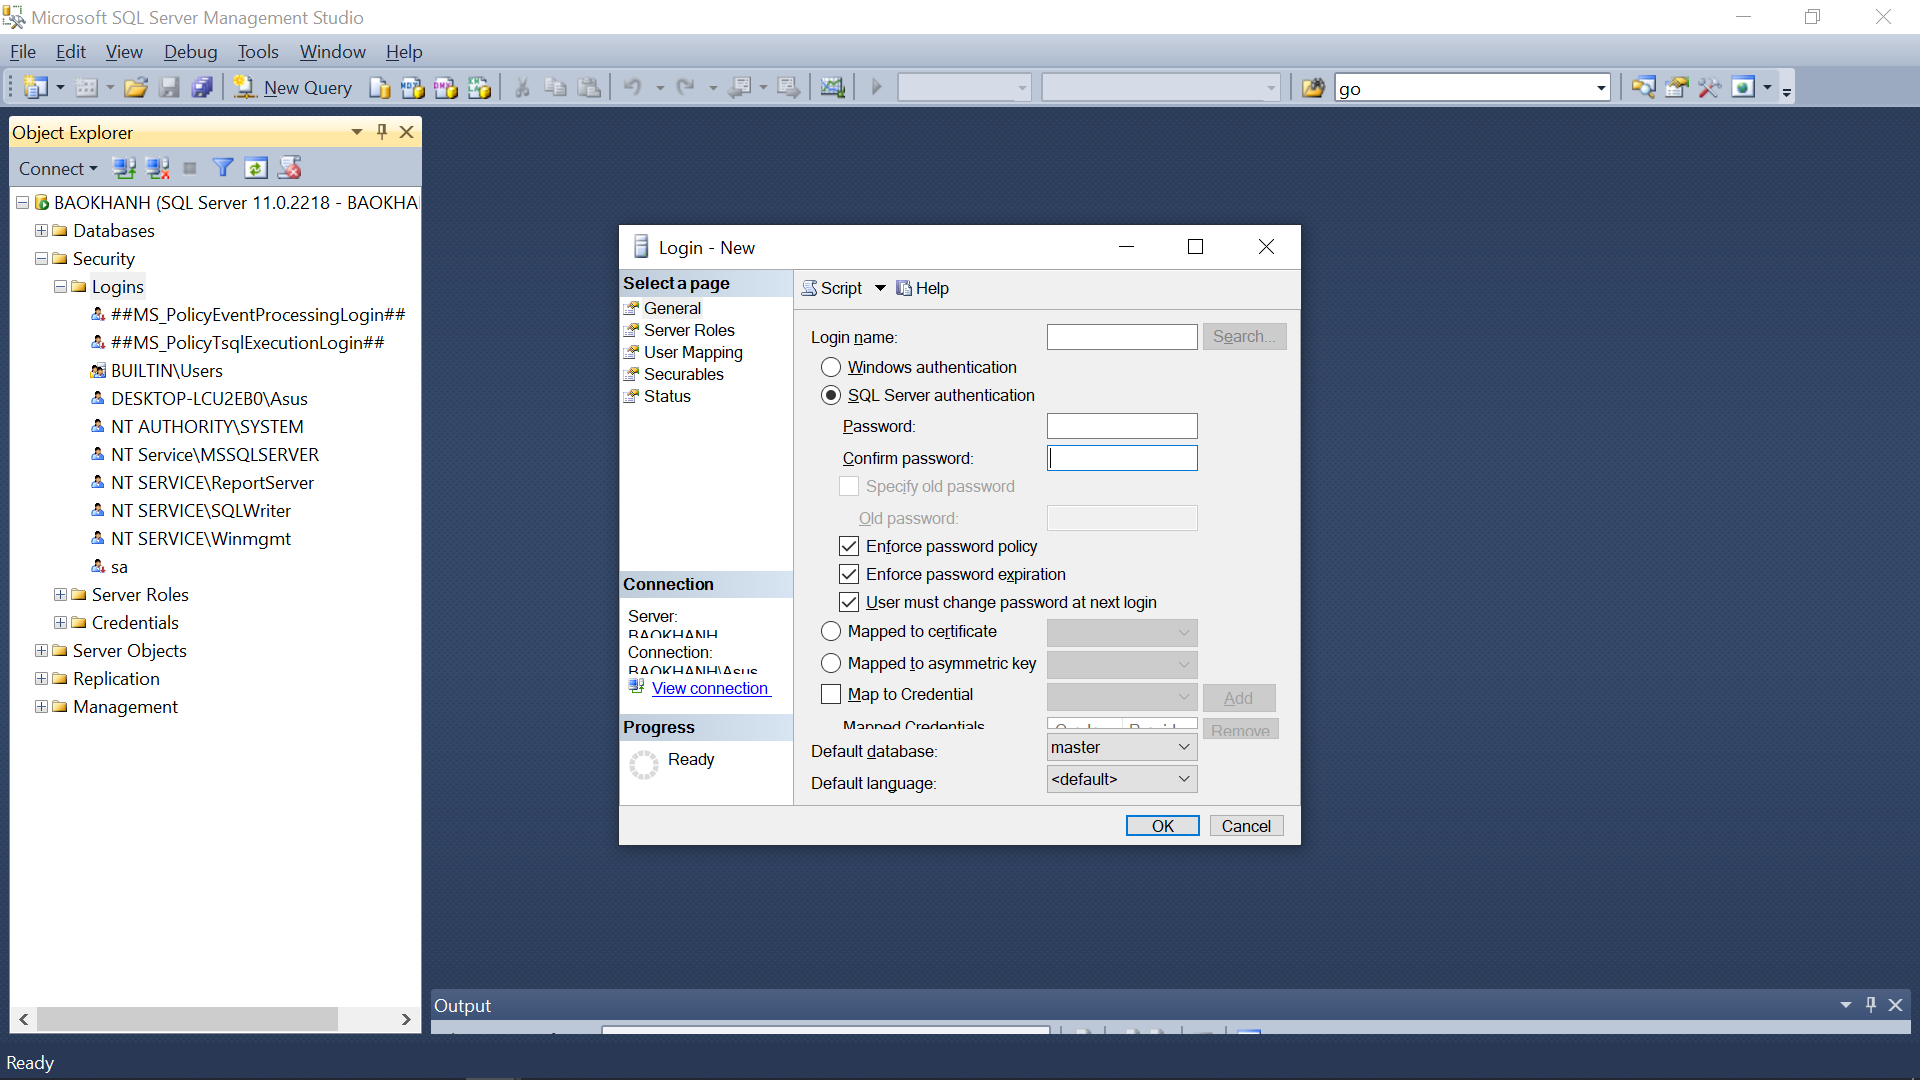 Microsoft SQL Server Management Studio
File Edit View Debug Tools Window Help
New Query
go
Object Explorer
Connect
BAOKHANH (SQL Server 11.0.2218 - BAOKHA
Databases
Security
Logins
##MS_PolicyEventProcessingLogin##
##MS_PolicyTsqlExecutionLogin##
BUILTIN\Users
DESKTOP-LCU2EB0\Asus
NT AUTHORITY\SYSTEM
NT Service\MSSQLSERVER
NT SERVICE\ReportServer
NT SERVICE\SQLWriter
NT SERVICE\Winmgmt
sa
Server Roles
Credentials
Server Objects
Replication
Management
Login - New
Select a page
General
Server Roles
User Mapping
Securables
Status
Connection
Server:
BAOKHANH
Connection:
BAOKHANH\Asus
View connection
Progress
Ready
Script Help
Login name:
Search...
Windows authentication
SQL Server authentication
Password:
Confirm password:
Specify old password
Old password:
Enforce password policy
Enforce password expiration
User must change password at next login
Mapped to certificate
Mapped to asymmetric key
Map to Credential
Add
Mapped Credentials
Remove
Default database:
master
Default language:
<default>
OK Cancel
Output
Ready